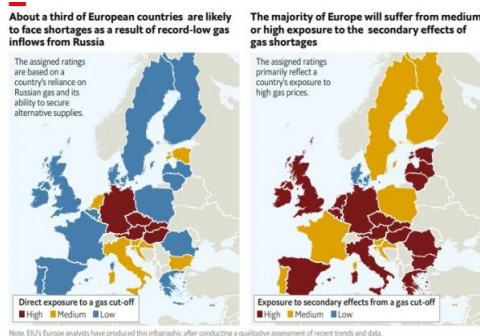 About a third of European countries are likely
to face shortages as a result of record-low gas
inflows from Russia
The assigned ratings
are based on a
country's reliance on
Russian gas and its
ability to secure
alternative supplies.
Direct exposure to a gas cut-off
High Medium Low
The majority of Europe will suffer from medium
or high exposure to the secondary effects of
gas shortages
The assigned ratings
primarily reflect a
country's exposure to
high gas prices.
Exposure to secondary effects from a gas cut-off
High Medium Low
Note. EIU's Europe analysts have produced this infographic after conducting a qualitative assessment of recent trends and data.